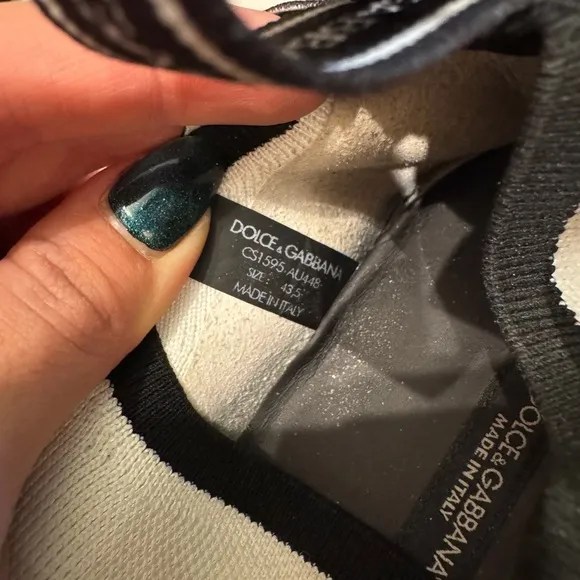 DOLCE & GABBANA
CS1595 AU448
SIZE: 43,5
MADE IN ITALY
DOLCE & GABBANA
MADE IN ITALY